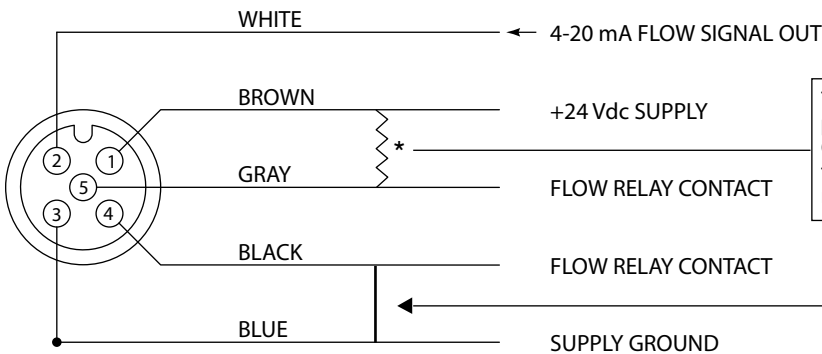 WHITE
4-20 mA FLOW SIGNAL OUT
BROWN
+24 Vdc SUPPLY
*
GRAY
FLOW RELAY CONTACT
2
1
5
3
4
BLACK
FLOW RELAY CONTACT
BLUE
SUPPLY GROUND